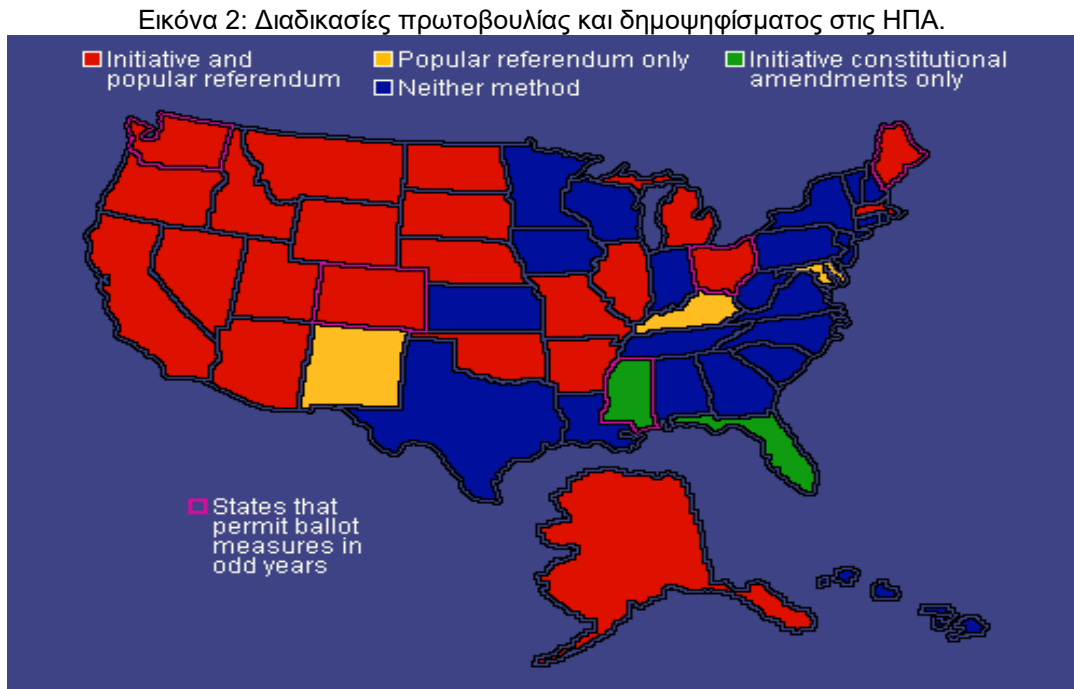 Εικόνα 2: Διαδικασίες πρωτοβουλίας και δημοψηφίσματος στις ΗΠΑ.
Initiative and
popular referendum
Popular referendum only
Neither method
Initiative constitutional
amendments only
States that
permit ballot
measures in
odd years